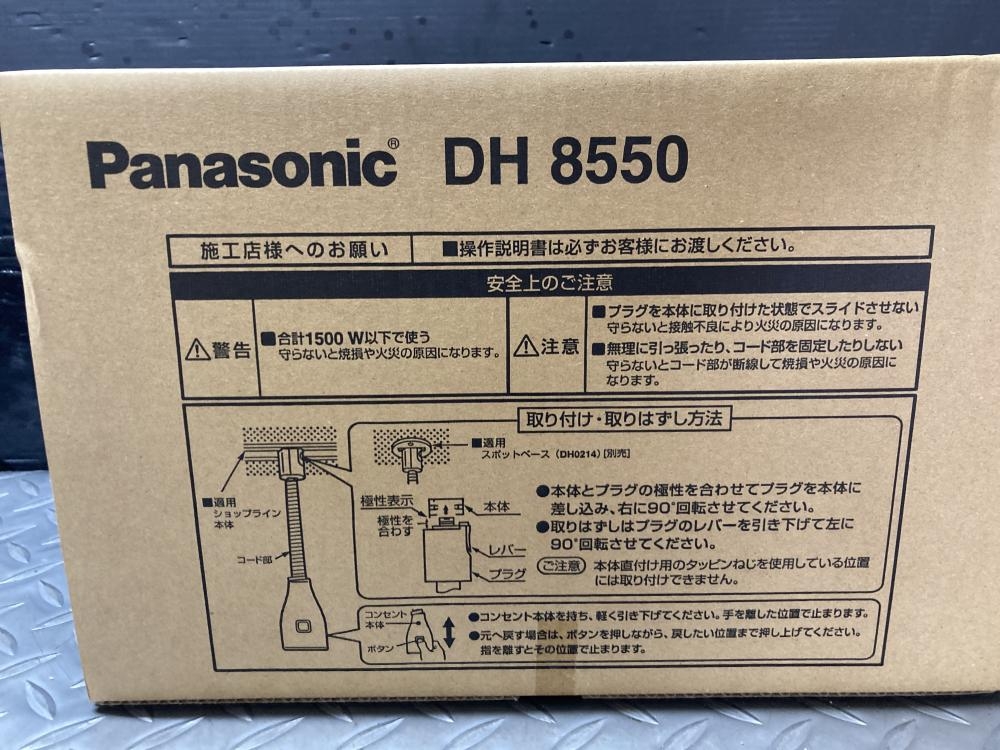 Panasonic® DH 8550
施工店様へのお願い ■操作説明書は必ずお客様にお渡しください。
安全上のご注意
⚠警告
■合計1500 W以下で使う
守らないと焼損や火災の原因になります。
⚠注意
■プラグを本体に取り付けた状態でスライドさせない
守らないと接触不良により火災の原因になります。
■無理に引っ張ったり、コード部を固定したりしない
守らないとコード部が断線して焼損や火災の原因に
なります。
取り付け・取りはずし方法
■適用
ショップライン
本体
コード部
■適用
スポットベース（DH0214）[別売]
極性表示
極性を
合わす
本体
レバー
プラグ
●本体とプラグの極性を合わせてプラグを本体に
差し込み、右に90°回転させてください。
●取りはずしはプラグのレバーを引き下げて左に
90°回転させてください。
ご注意 本体直付け用のタッピンねじを使用している位置
には取り付けできません。
コンセント
本体
ボタン
●コンセント本体を持ち、軽く引き下げてください。手を離した位置で止まります。
●元へ戻す場合は、ボタンを押しながら、戻したい位置まで押し上げてください。
指を離すとその位置で止まります。